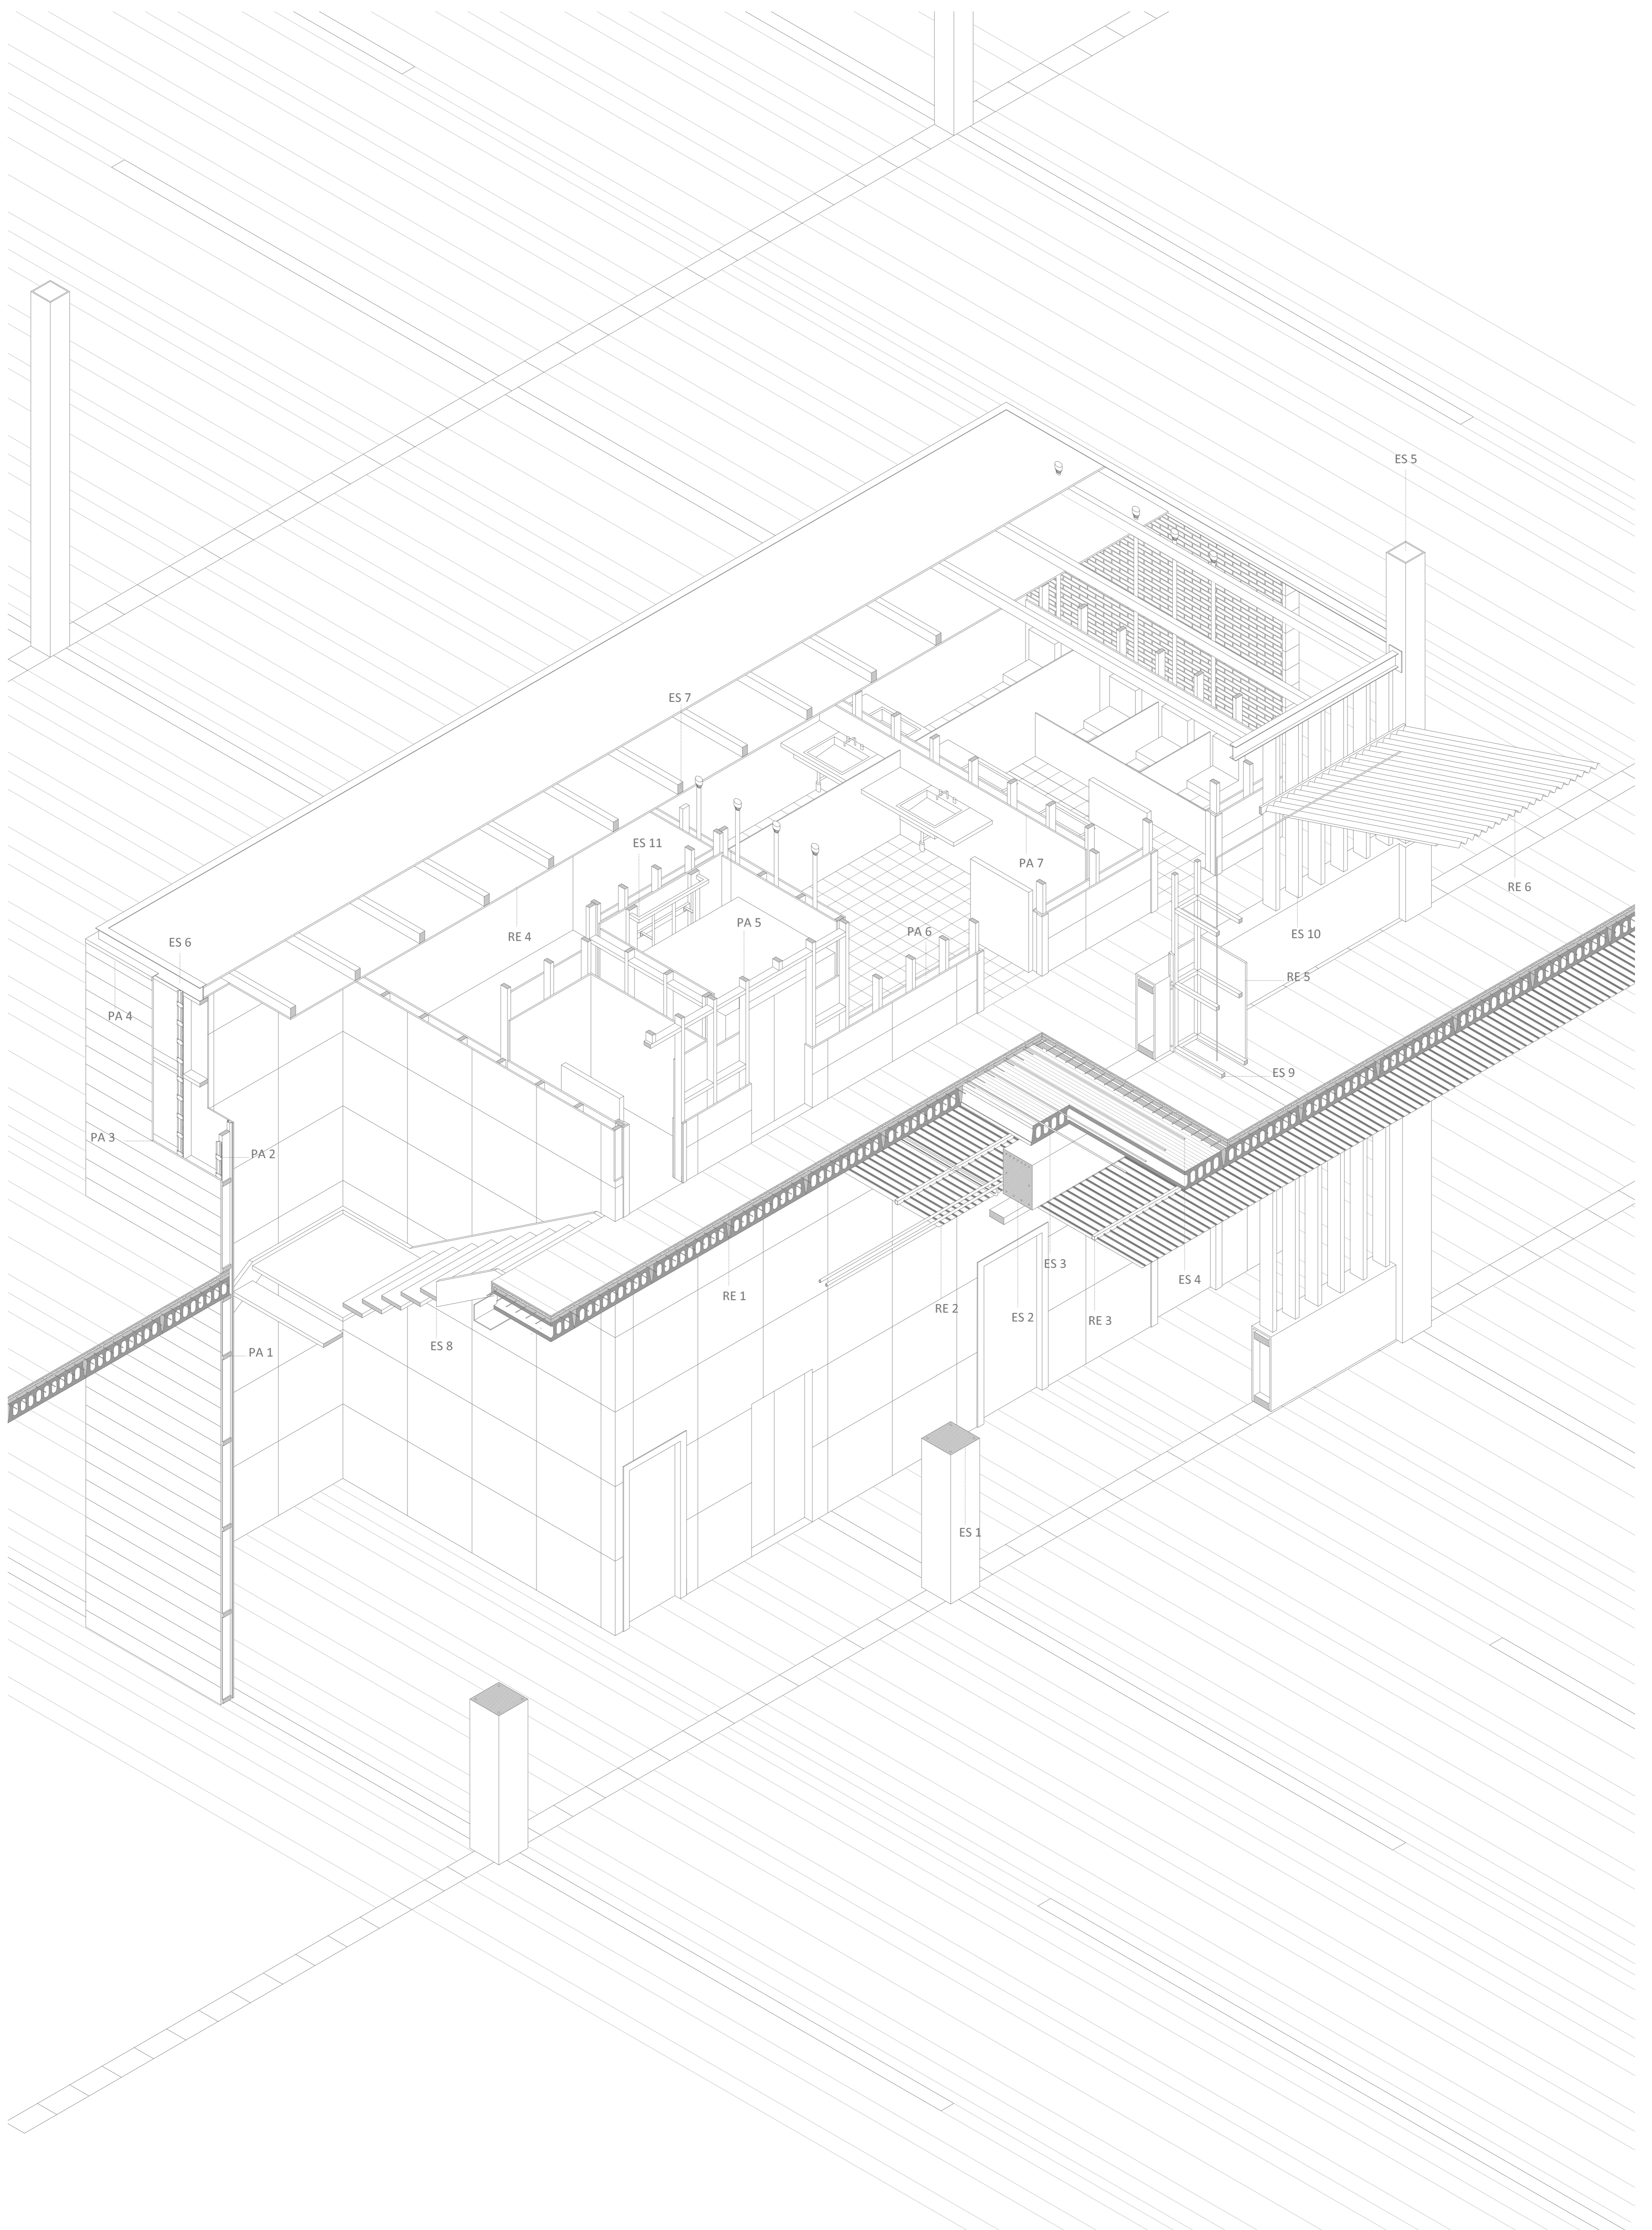 ES 5
ES 7
ES 11
PA 7
RE 6
PA 5
PA 6
ES 10
RE 4
ES 6
RE 5
PA 4
ES 9
PA 3
PA 2
ES 3
ES 4
RE 1
RE 2
ES 2
RE 3
ES 8
PA 1
ES 1